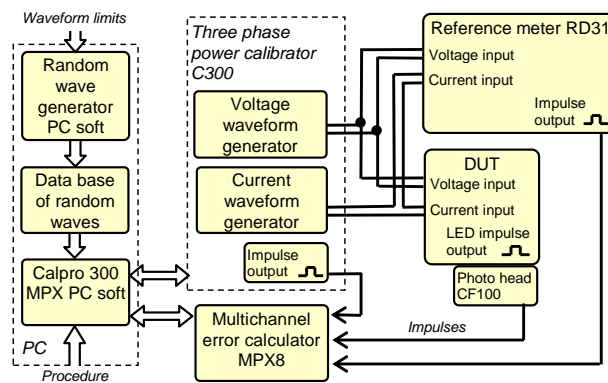 Waveform limits
Random
wave
generator
PC soft
Data base
of random
waves
Calpro 300
MPX PC soft
PC
Procedure
Three phase
power calibrator
C300
Voltage
waveform
generator
Current
waveform
generator
Impulse
output
Multichannel
error calculator
MPX8
Reference meter RD31
Voltage input
Current input
Impulse
output
DUT
Voltage input
Current input
LED impulse
output
Photo head
CF100
Impulses